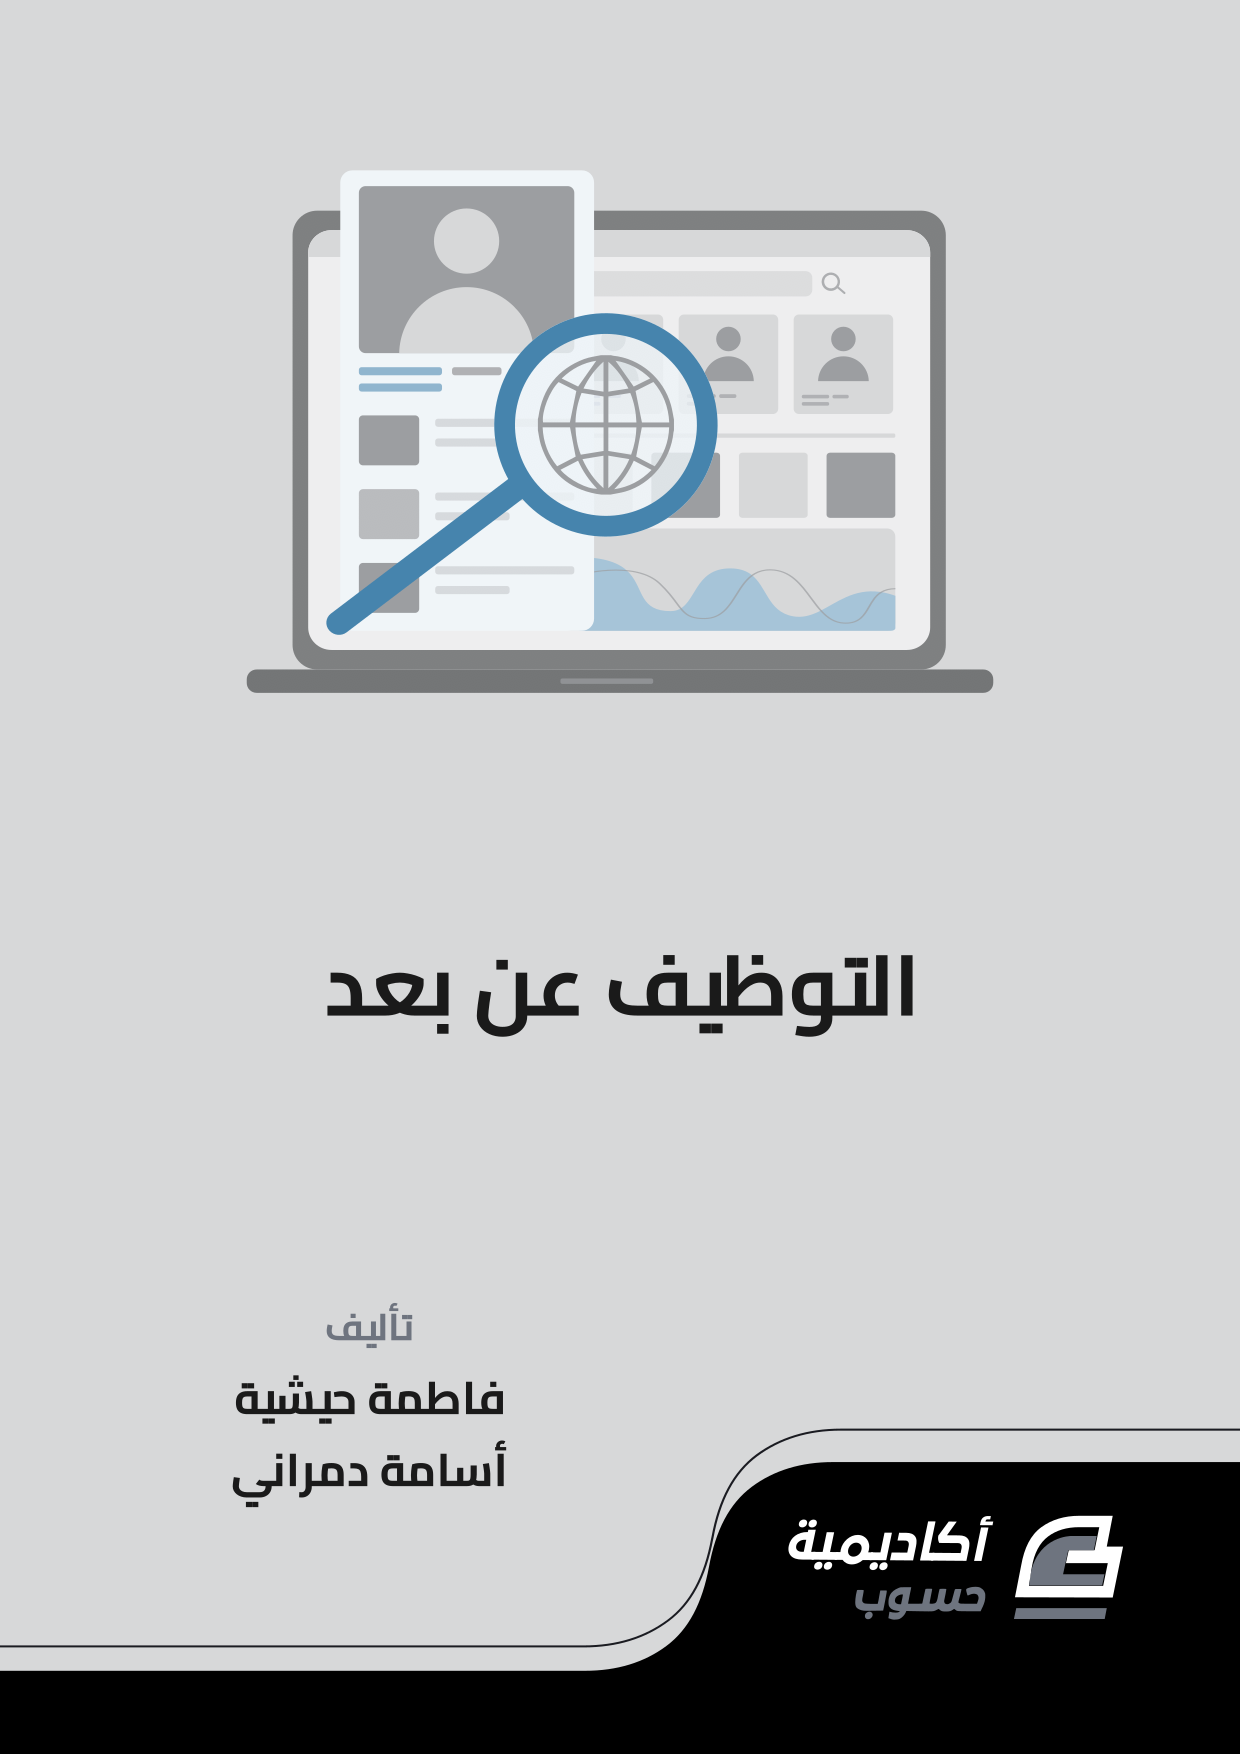 التوظيف عن بعد
تأليف
فاطمة حيشية
أسامة دمراني
أكاديمية
حسوب